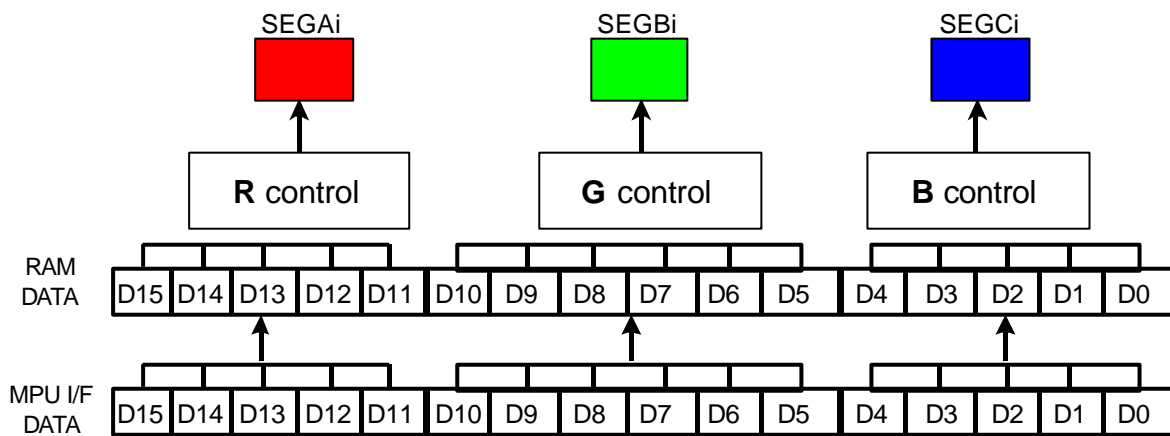 SEGAi SEGBi SEGCi
R control G control B control
RAM
DATA
D15 D14 D13 D12 D11 D10 D9 D8 D7 D6 D5 D4 D3 D2 D1 D0
MPU I/F
DATA
D15 D14 D13 D12 D11 D10 D9 D8 D7 D6 D5 D4 D3 D2 D1 D0